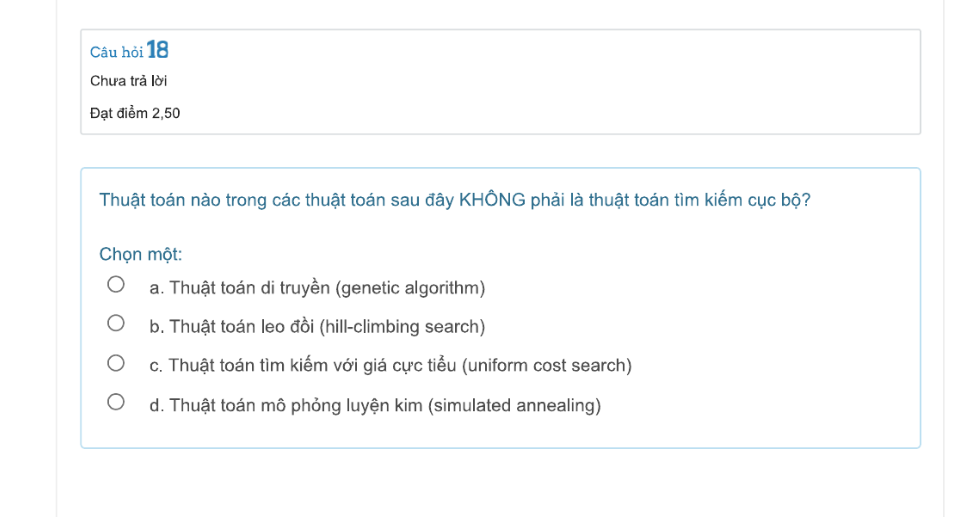 Câu hỏi 18
Chưa trả lời
Đạt điểm 2,50
Thuật toán nào trong các thuật toán sau đây KHÔNG phải là thuật toán tìm kiếm cục bộ?
Chọn một:
a. Thuật toán di truyền (genetic algorithm)
b. Thuật toán leo đồi (hill-climbing search)
c. Thuật toán tìm kiếm với giá cực tiểu (uniform cost search)
d. Thuật toán mô phỏng luyện kim (simulated annealing)